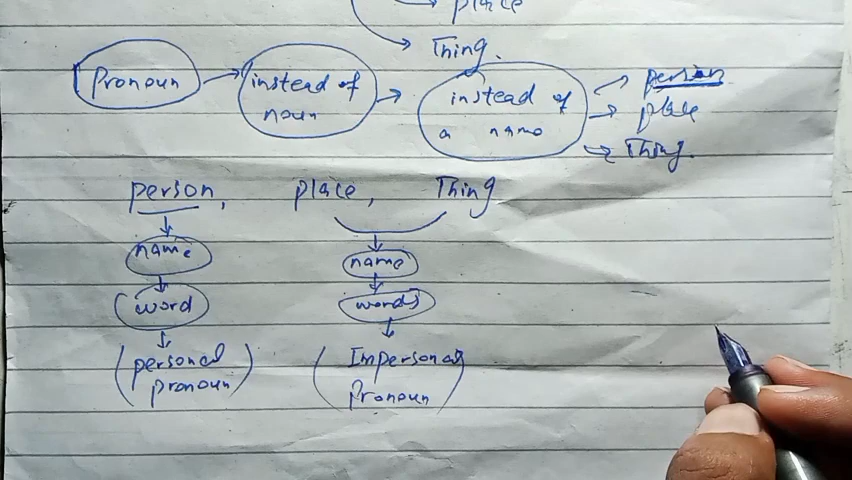 place
Thing.
Pronoun
instead of
noun
instead of
a name
person
place
Thing.
person, place, Thing
name name
word words
(personal pronoun) (Impersonal Pronoun)